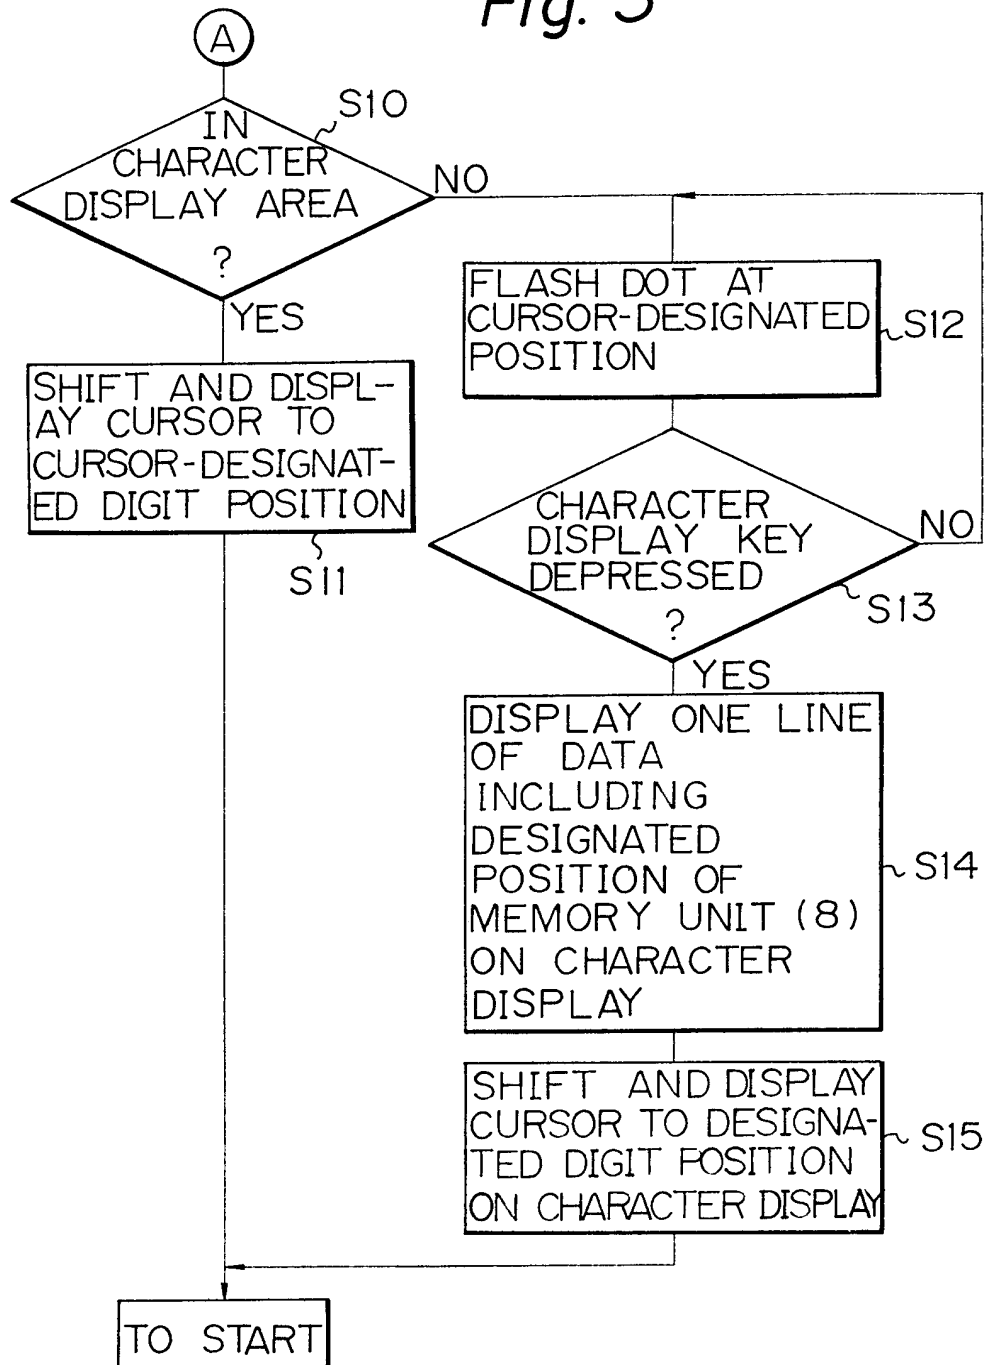 Fig. 5
A
S10
IN
CHARACTER
DISPLAY AREA
?
NO
YES
SHIFT AND DISPL-
AY CURSOR TO
CURSOR-DESIGNAT-
ED DIGIT POSITION
S11
FLASH DOT AT
CURSOR-DESIGNATED
POSITION
S12
CHARACTER
DISPLAY KEY
DEPRESSED
?
NO
S13
YES
DISPLAY ONE LINE
OF DATA
INCLUDING
DESIGNATED
POSITION OF
MEMORY UNIT (8)
ON CHARACTER
DISPLAY
S14
SHIFT AND DISPLAY
CURSOR TO DESIGNA-
TED DIGIT POSITION
ON CHARACTER DISPLAY
S15
TO START